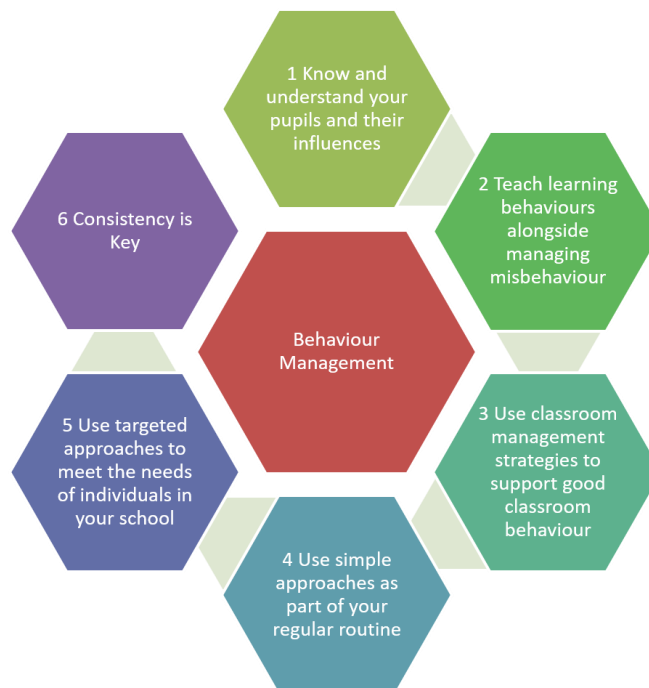 1 Know and
understand your
pupils and their
influences
2 Teach learning
behaviours
alongside
managing
misbehaviour
3 Use classroom
management
strategies to
support good
classroom
behaviour
4 Use simple
approaches as
part of your
regular routine
5 Use targeted
approaches to
meet the needs
of individuals in
your school
6 Consistency is
Key
Behaviour
Management